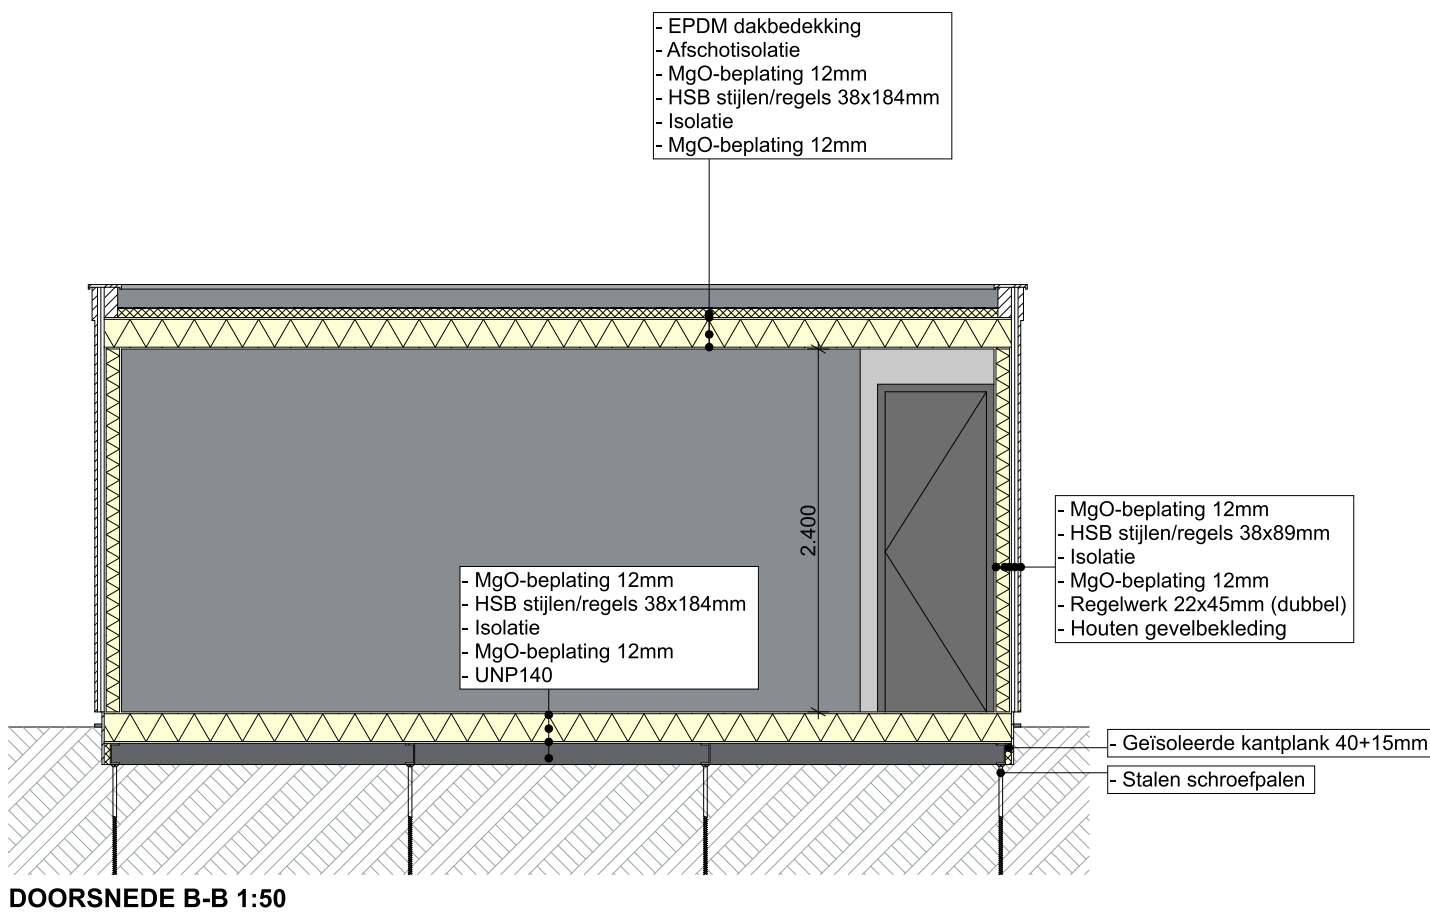 - EPDM dakbedekking
- Afschotisolatie
- MgO-beplating 12mm
- HSB stijlen/regels 38x184mm
- Isolatie
- MgO-beplating 12mm
2.400
- MgO-beplating 12mm
- HSB stijlen/regels 38x89mm
- Isolatie
- MgO-beplating 12mm
- Regelwerk 22x45mm (dubbel)
- Houten gevelbekleding
- MgO-beplating 12mm
- HSB stijlen/regels 38x184mm
- Isolatie
- MgO-beplating 12mm
- UNP140
- Geïsoleerde kantplank 40+15mm
- Stalen schroefpalen
DOORSNEDE B-B 1:50